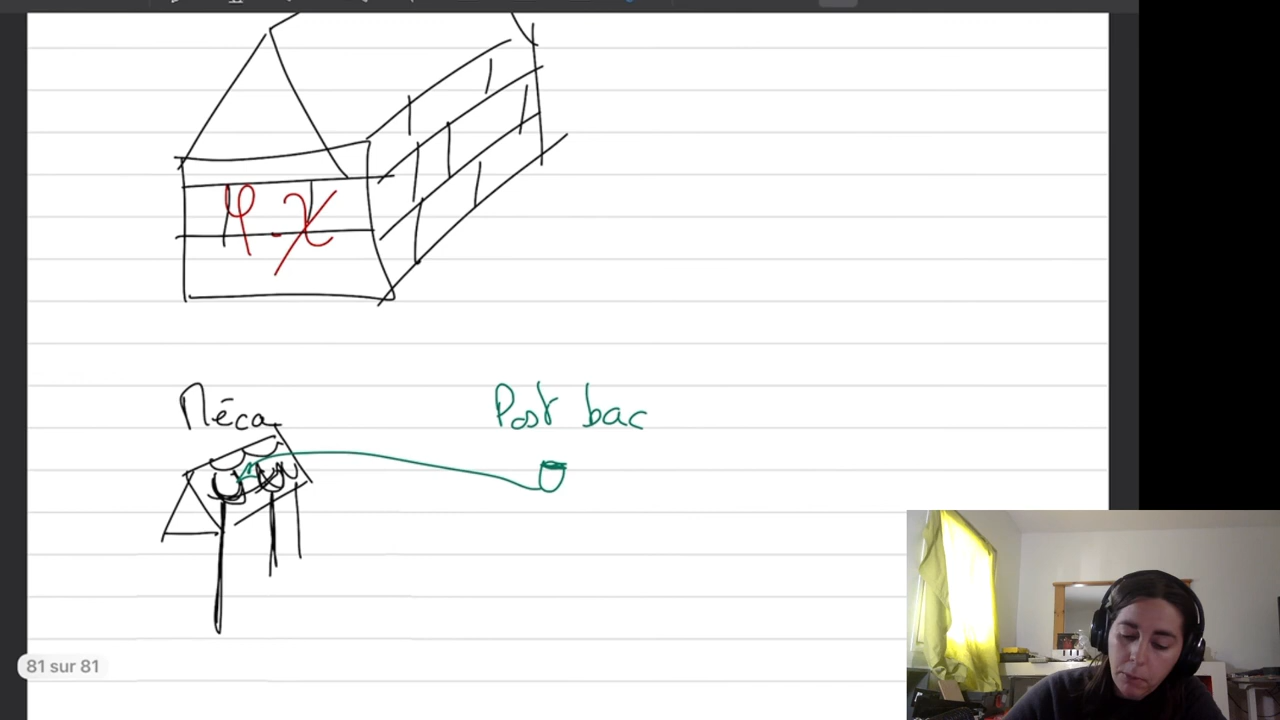 φ-χ
Méca
Post bac
81 sur 81